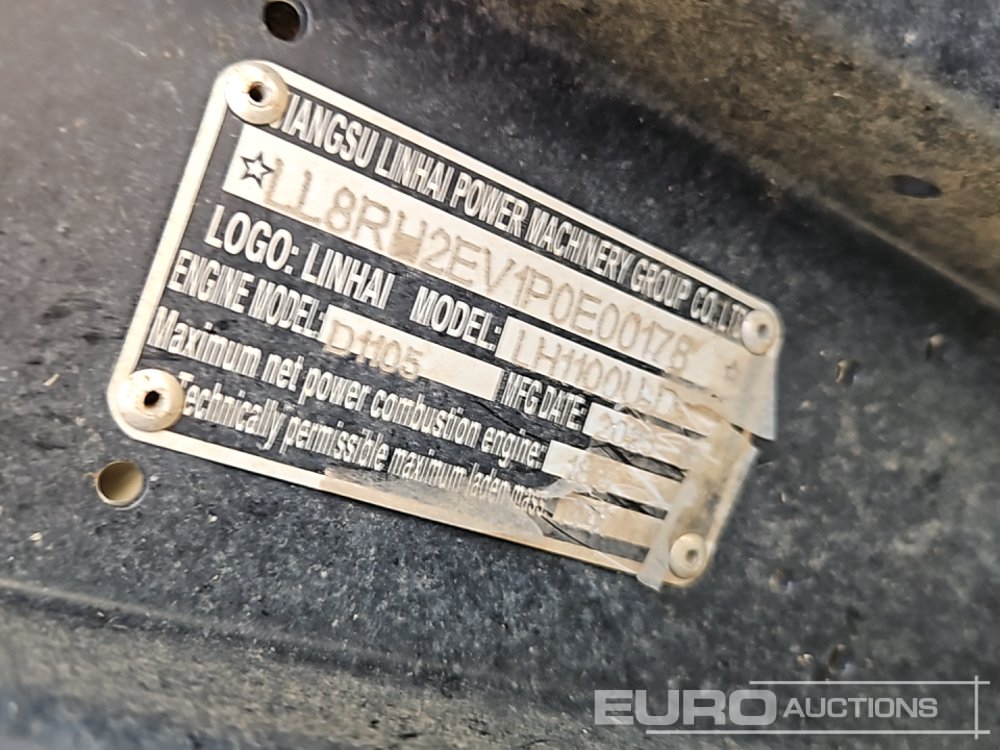 JIANGSU LINHAI POWER MACHINERY GROUP CO.LTD
☆LL8RH2EV1P0E00178☆
LOGO: LINHAI MODEL:
ENGINE MODEL: D1105 MFG DATE:
Maximum net power combustion engine:
Technically permissible maximum laden mass:
EURO AUCTIONS